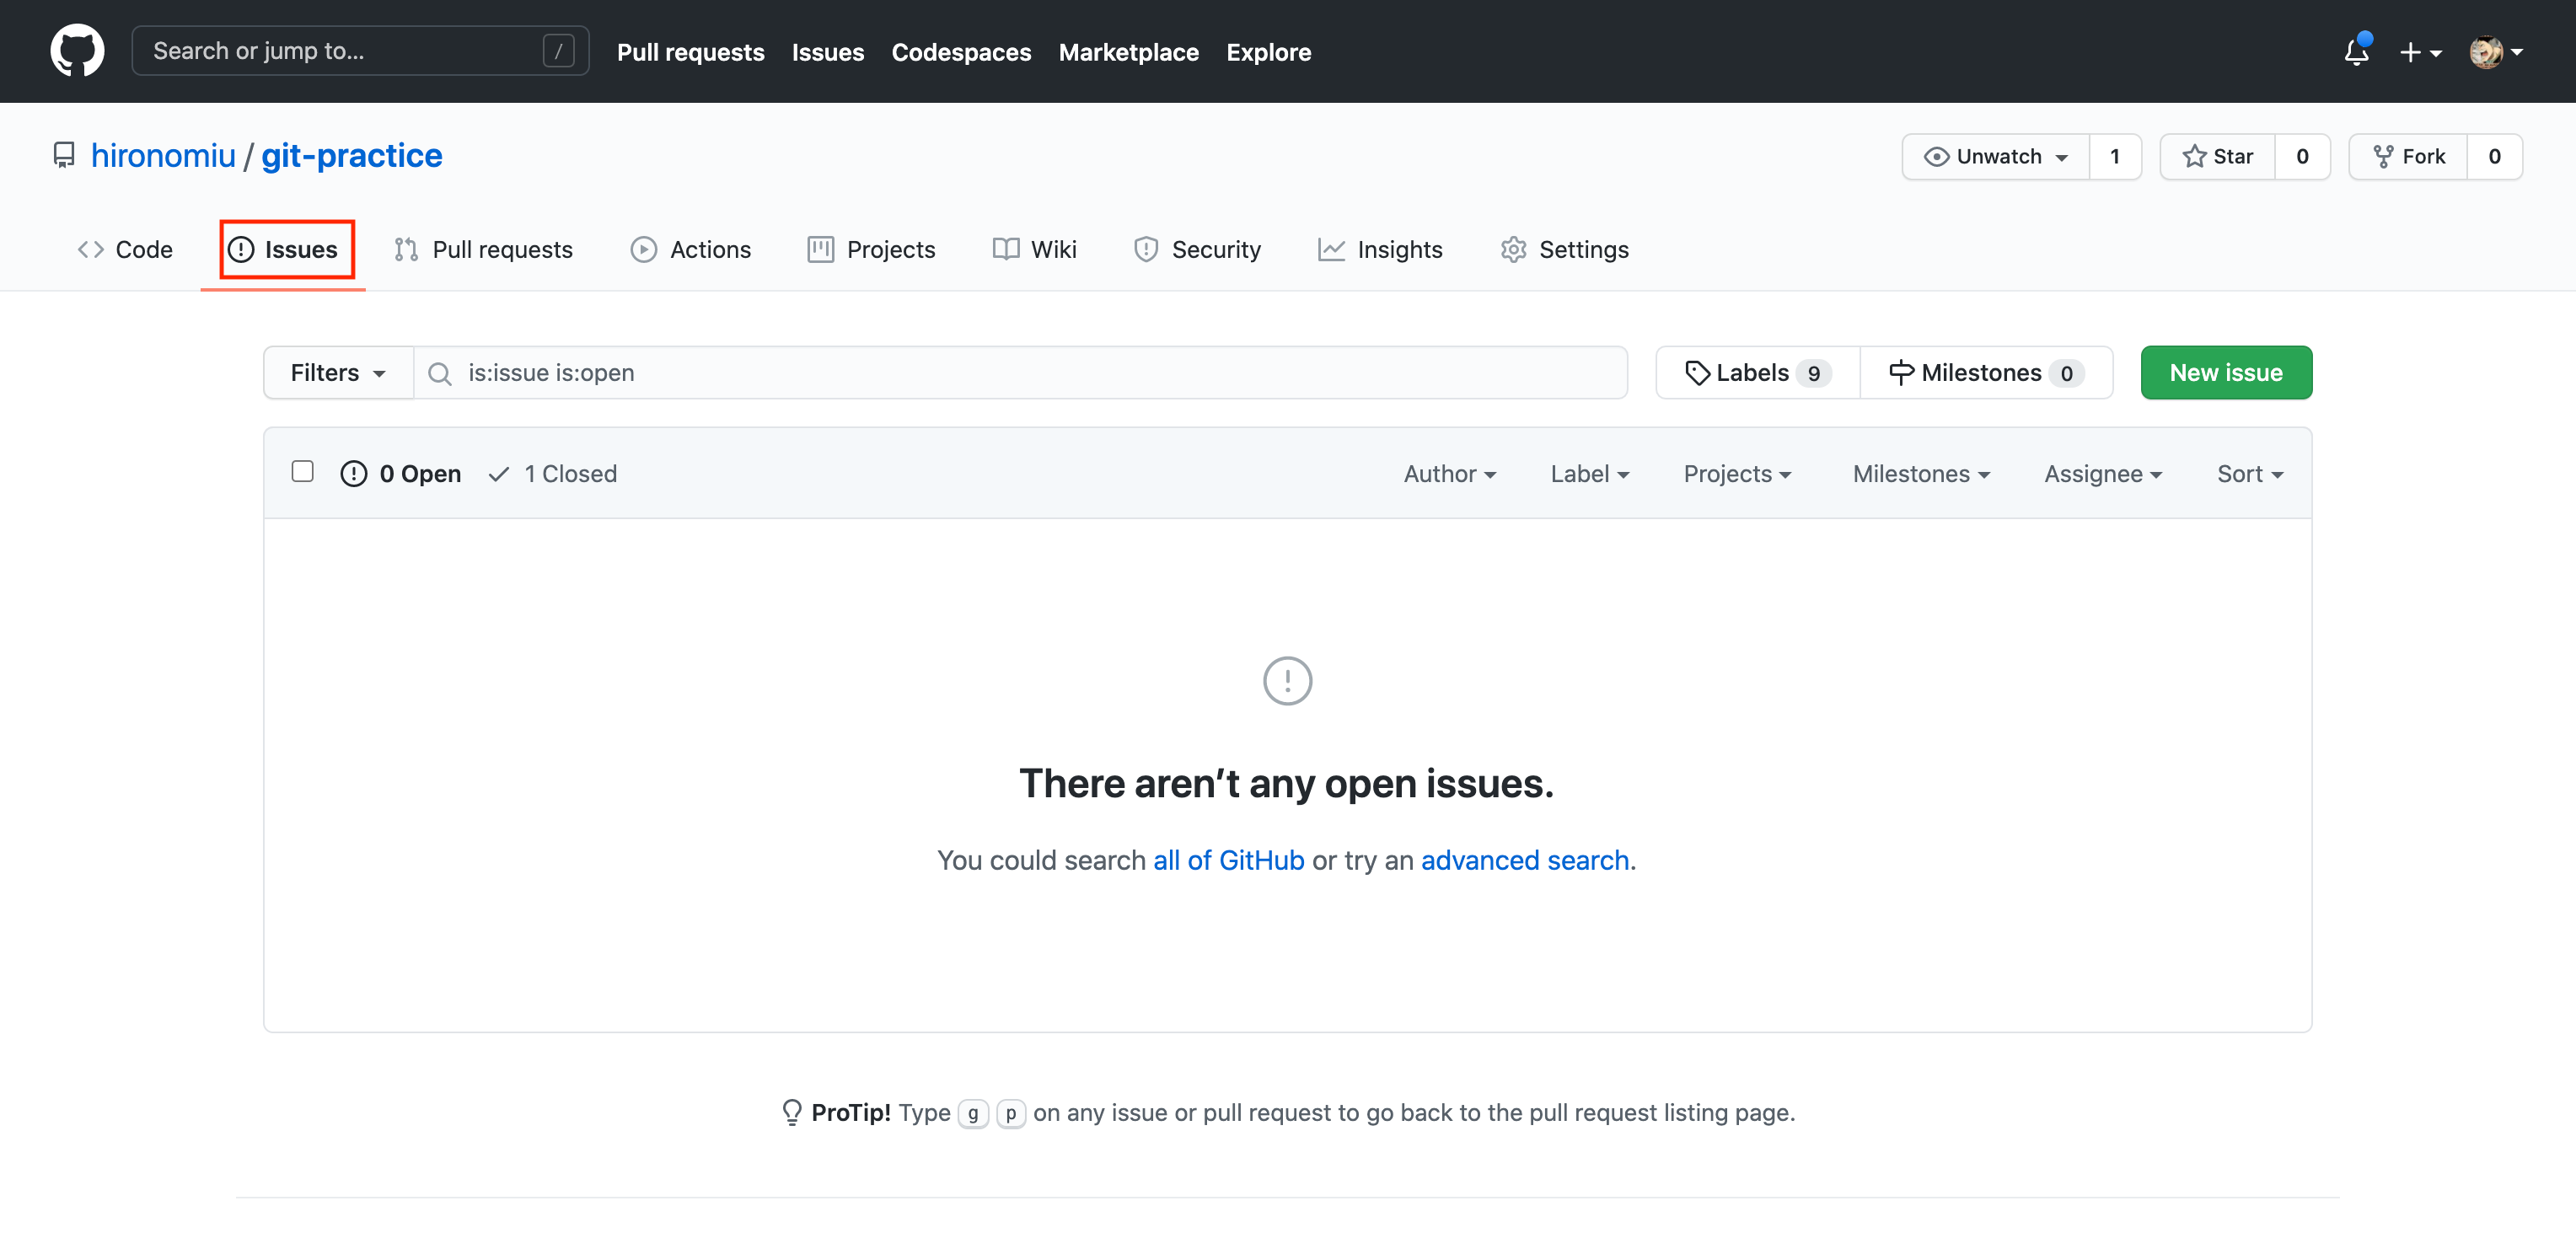 Search or jump to... / Pull requests Issues Codespaces Marketplace Explore
hironomiu / git-practice Unwatch 1 Star 0 Fork 0
Code Issues Pull requests Actions Projects Wiki Security Insights Settings
Filters is:issue is:open Labels 9 Milestones 0 New issue
0 Open 1 Closed Author Label Projects Milestones Assignee Sort
There aren’t any open issues.
You could search all of GitHub or try an advanced search.
ProTip! Type g p on any issue or pull request to go back to the pull request listing page.